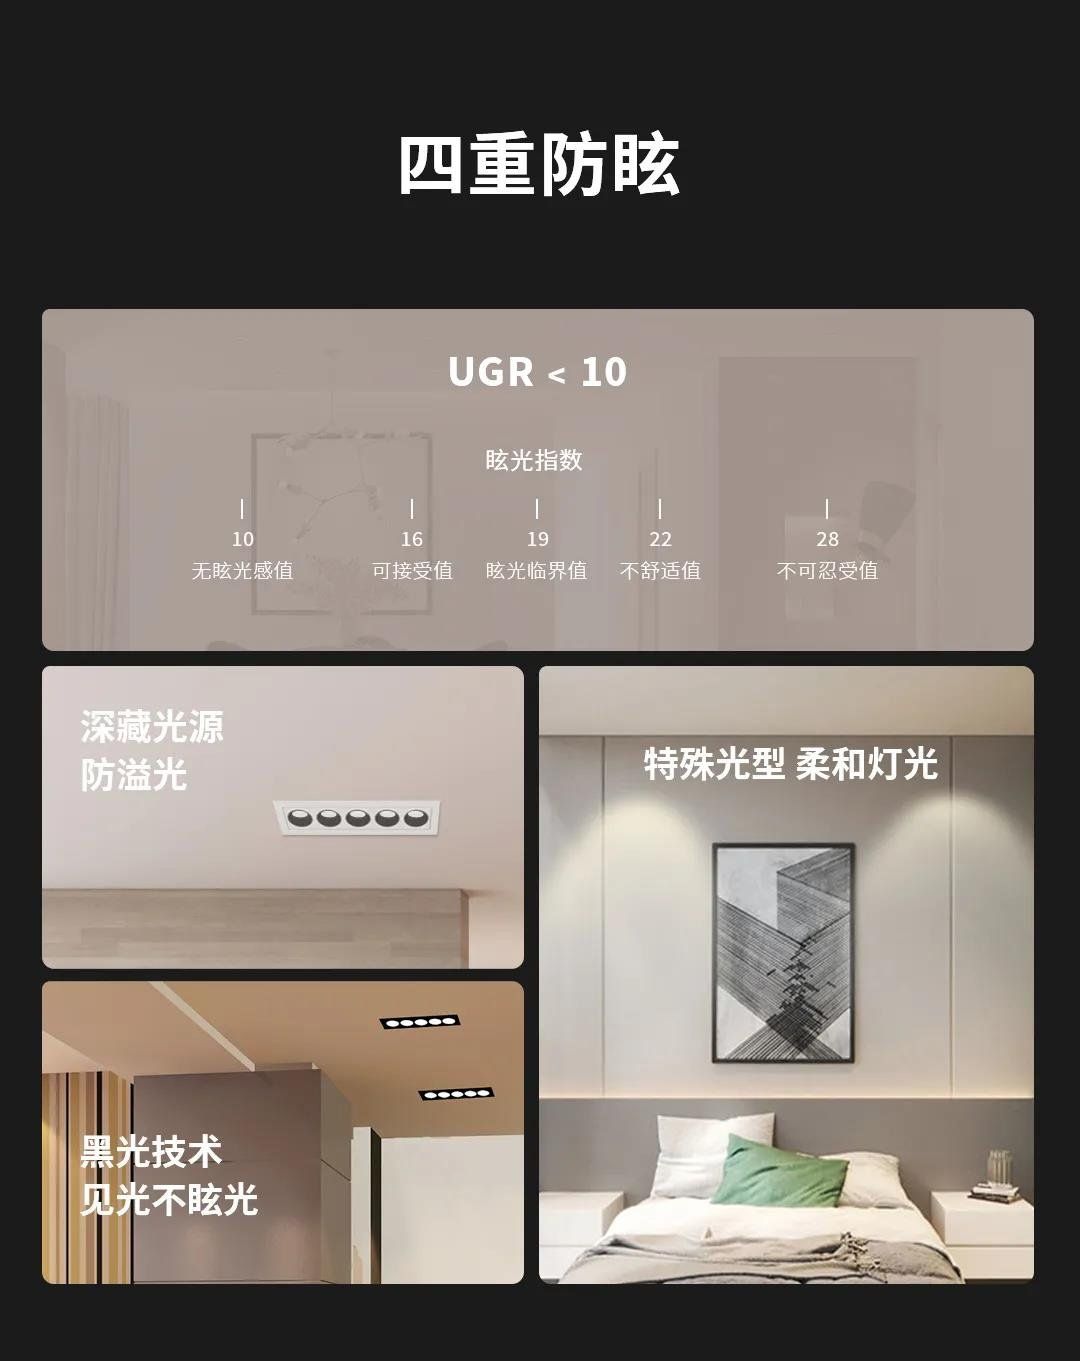 四重防眩
UGR < 10
眩光指数
10 16 19 22 28
无眩光感值 可接受值 眩光临界值 不舒适值 不可忍受值
深藏光源
防溢光
特殊光型 柔和灯光
黑光技术
见光不眩光